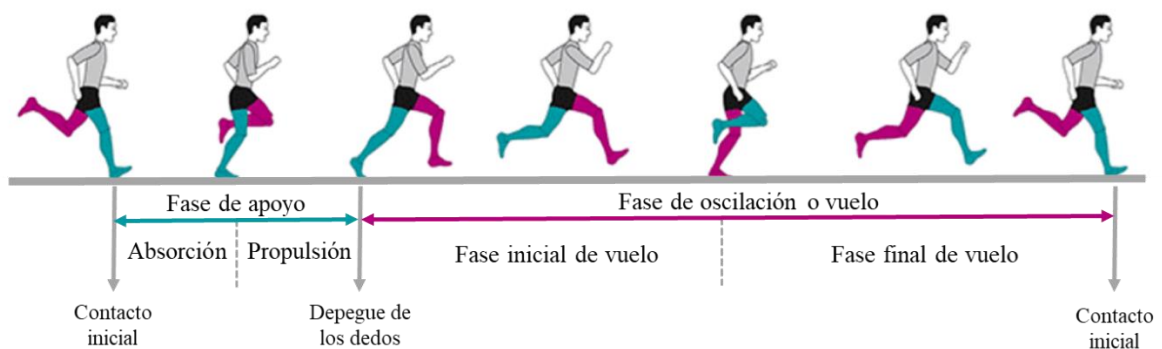 Fase de apoyo
Fase de oscilación o vuelo
Absorción
Propulsión
Fase inicial de vuelo
Fase final de vuelo
Contacto
inicial
Depegue de
los dedos
Contacto
inicial